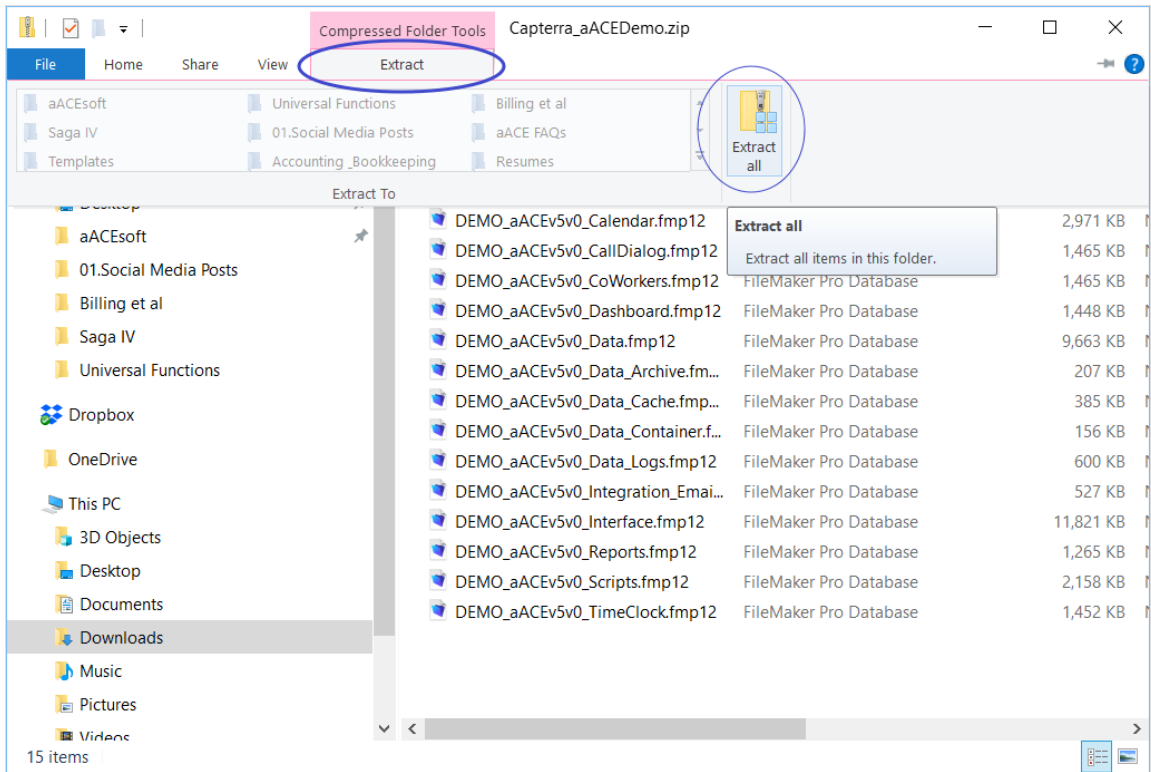 Compressed Folder Tools
Capterra_aACEDemo.zip
File Home Share View Extract
aACEsoft Universal Functions Billing et al
Saga IV 01.Social Media Posts aACE FAQs
Templates Accounting _Bookkeeping Resumes
Extract all
Extract To
Desktop
aACEsoft
01.Social Media Posts
Billing et al
Saga IV
Universal Functions
Dropbox
OneDrive
This PC
3D Objects
Desktop
Documents
Downloads
Music
Pictures
Videos
DEMO_aACEv5v0_Calendar.fmp12 2,971 KB
DEMO_aACEv5v0_CallDialog.fmp12 1,465 KB
Extract all
Extract all items in this folder.
DEMO_aACEv5v0_CoWorkers.fmp12 FileMaker Pro Database 1,465 KB
DEMO_aACEv5v0_Dashboard.fmp12 FileMaker Pro Database 1,448 KB
DEMO_aACEv5v0_Data.fmp12 FileMaker Pro Database 9,663 KB
DEMO_aACEv5v0_Data_Archive.fm... FileMaker Pro Database 207 KB
DEMO_aACEv5v0_Data_Cache.fmp... FileMaker Pro Database 385 KB
DEMO_aACEv5v0_Data_Container.f... FileMaker Pro Database 156 KB
DEMO_aACEv5v0_Data_Logs.fmp12 FileMaker Pro Database 600 KB
DEMO_aACEv5v0_Integration_Emai... FileMaker Pro Database 527 KB
DEMO_aACEv5v0_Interface.fmp12 FileMaker Pro Database 11,821 KB
DEMO_aACEv5v0_Reports.fmp12 FileMaker Pro Database 1,265 KB
DEMO_aACEv5v0_Scripts.fmp12 FileMaker Pro Database 2,158 KB
DEMO_aACEv5v0_TimeClock.fmp12 FileMaker Pro Database 1,452 KB
15 items